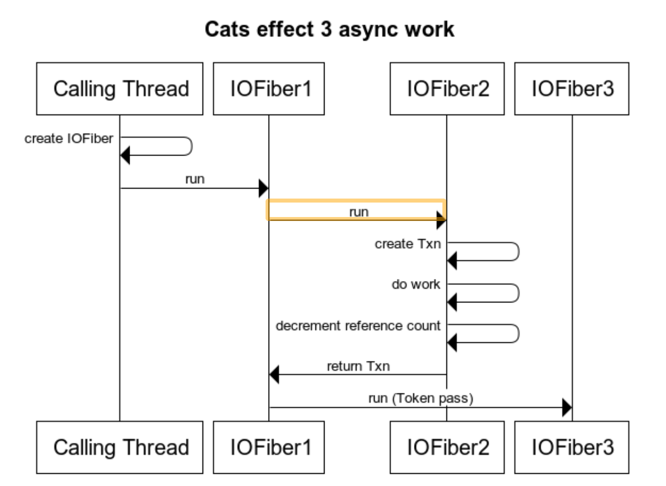 Cats effect 3 async work
Calling Thread
IOFiber1
IOFiber2
IOFiber3
create IOFiber
run
run
create Txn
do work
decrement reference count
return Txn
run (Token pass)
Calling Thread
IOFiber1
IOFiber2
IOFiber3